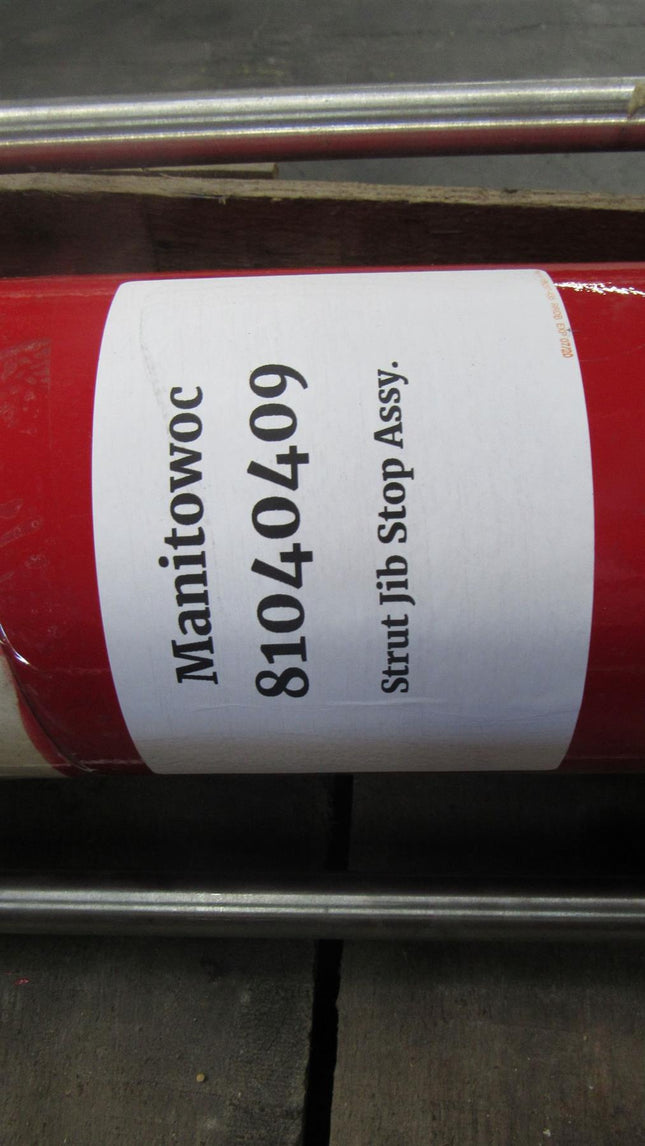 Manitowoc
81040409
Strut Jib Stop Assy.